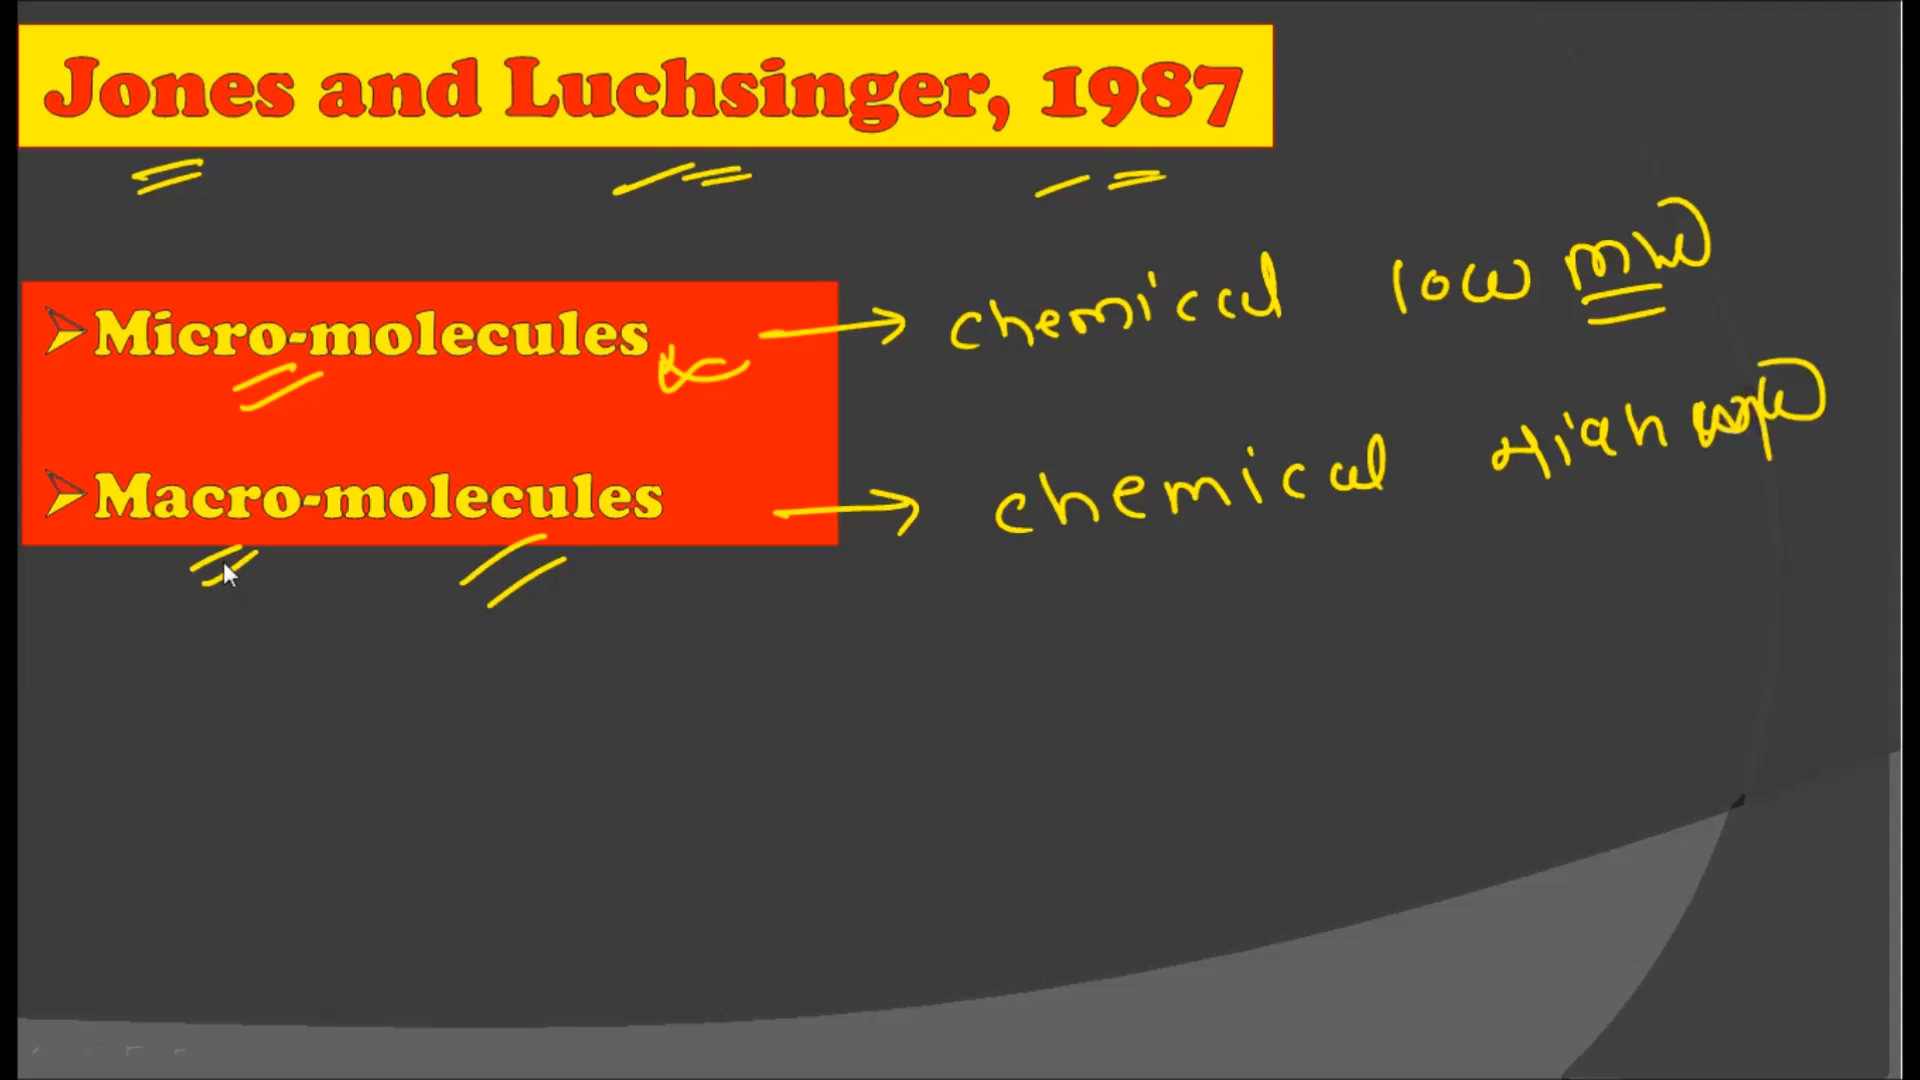 Jones and Luchsinger, 1987
Micro-molecules → chemical low mw
Macro-molecules → chemical High